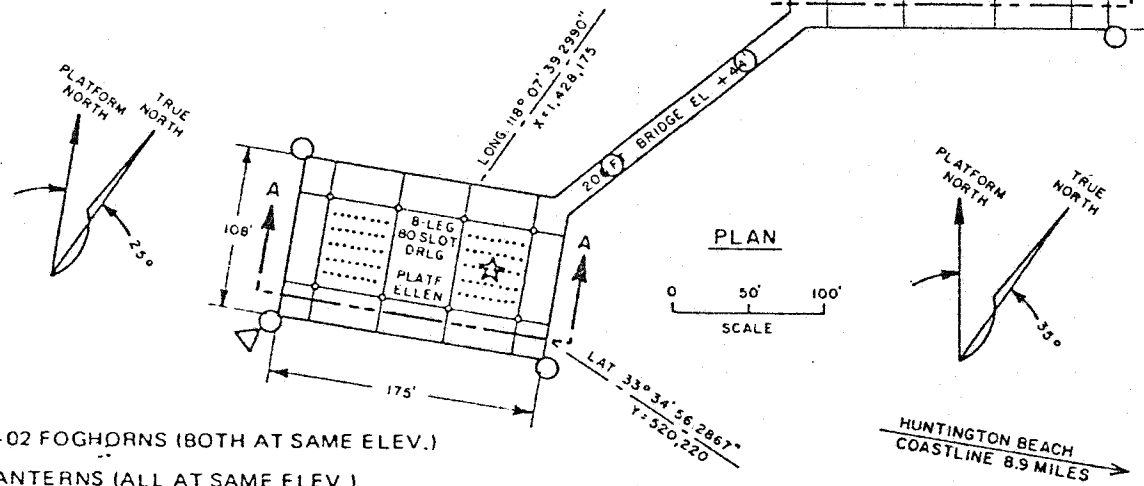 PLATFORM
NORTH
TRUE
NORTH
25°
LONG. 118° 07' 39.2990"
X=1,428,175
BRIDGE EL
108'
A
A
8-LEG
80 SLOT
DRLG
PLATF
ELLEN
175'
PLAN
0 50' 100'
SCALE
LAT 33° 34' 56.2867"
Y=520,220
PLATFORM
NORTH
TRUE
NORTH
35°
HUNTINGTON BEACH
COASTLINE 8.9 MILES
-02 FOGHORNS (BOTH AT SAME ELEV.)
ANTERNS (ALL AT SAME ELEV.)